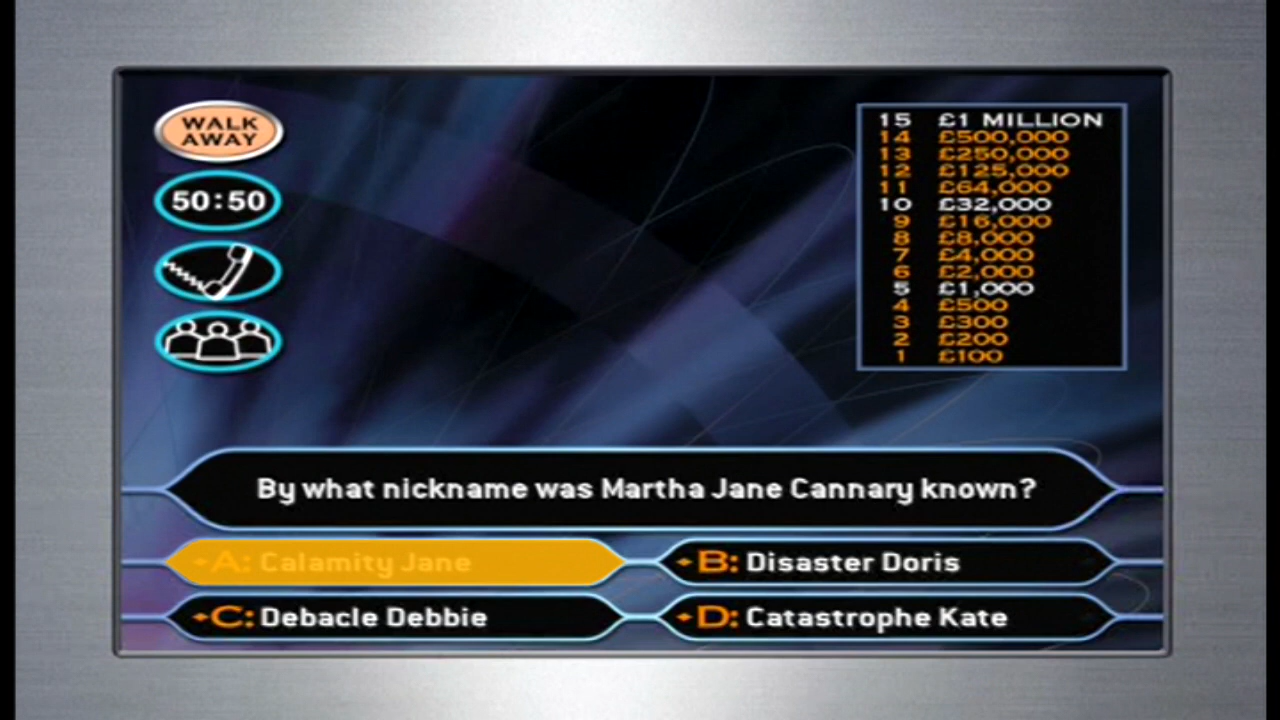 WALK
AWAY
50:50
15 £1 MILLION
14 £500,000
13 £250,000
12 £125,000
11 £64,000
10 £32,000
9 £16,000
8 £8,000
7 £4,000
6 £2,000
5 £1,000
4 £500
3 £300
2 £200
1 £100
By what nickname was Martha Jane Cannary known?
A: Calamity Jane
B: Disaster Doris
C: Debacle Debbie
D: Catastrophe Kate